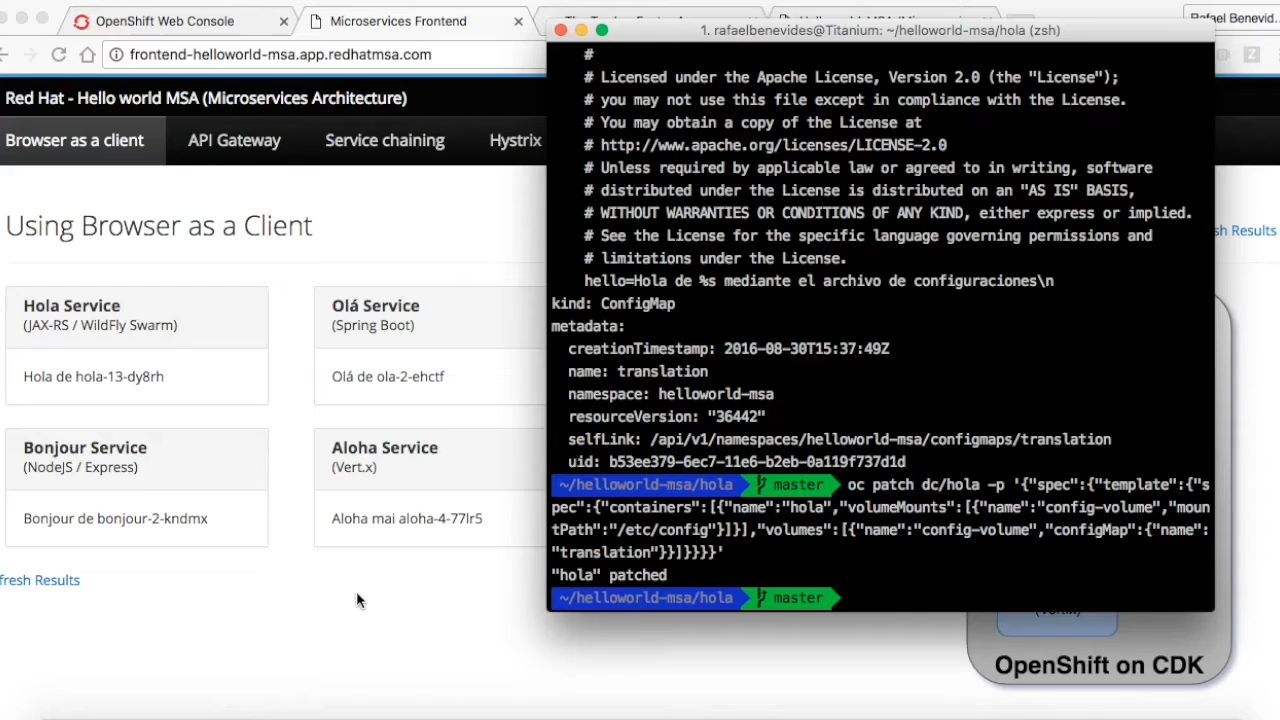 OpenShift Web Console
Microservices Frontend
Rafael Benevid
frontend-helloworld-msa.app.redhatmsa.com
Red Hat - Hello world MSA (Microservices Architecture)
Browser as a client
API Gateway
Service chaining
Hystrix
Using Browser as a Client
sh Results
Hola Service
(JAX-RS / WildFly Swarm)
Hola de hola-13-dy8rh
Olá Service
(Spring Boot)
Olá de ola-2-ehctf
Bonjour Service
(NodeJS / Express)
Bonjour de bonjour-2-kndmx
Aloha Service
(Vert.x)
Aloha mai aloha-4-77lr5
fresh Results
1. rafaelbenevides@Titanium: ~/helloworld-msa/hola (zsh)
#
# Licensed under the Apache License, Version 2.0 (the "License");
# you may not use this file except in compliance with the License.
# You may obtain a copy of the License at
# http://www.apache.org/licenses/LICENSE-2.0
# Unless required by applicable law or agreed to in writing, software
# distributed under the License is distributed on an "AS IS" BASIS,
# WITHOUT WARRANTIES OR CONDITIONS OF ANY KIND, either express or implied.
# See the License for the specific language governing permissions and
# limitations under the License.
hello=Hola de %s mediante el archivo de configuraciones\n
kind: ConfigMap
metadata:
creationTimestamp: 2016-08-30T15:37:49Z
name: translation
namespace: helloworld-msa
resourceVersion: "36442"
selfLink: /api/v1/namespaces/helloworld-msa/configmaps/translation
uid: b53ee379-6ec7-11e6-b2eb-0a119f737d1d
~/helloworld-msa/hola master oc patch dc/hola -p '{"spec":{"template":{"s
pec":{"containers":[{"name":"hola","volumeMounts":[{"name":"config-volume","moun
tPath":"/etc/config"}]}],"volumes":[{"name":"config-volume","configMap":{"name":
"translation"}}]}}}}'
"hola" patched
~/helloworld-msa/hola master
OpenShift on CDK